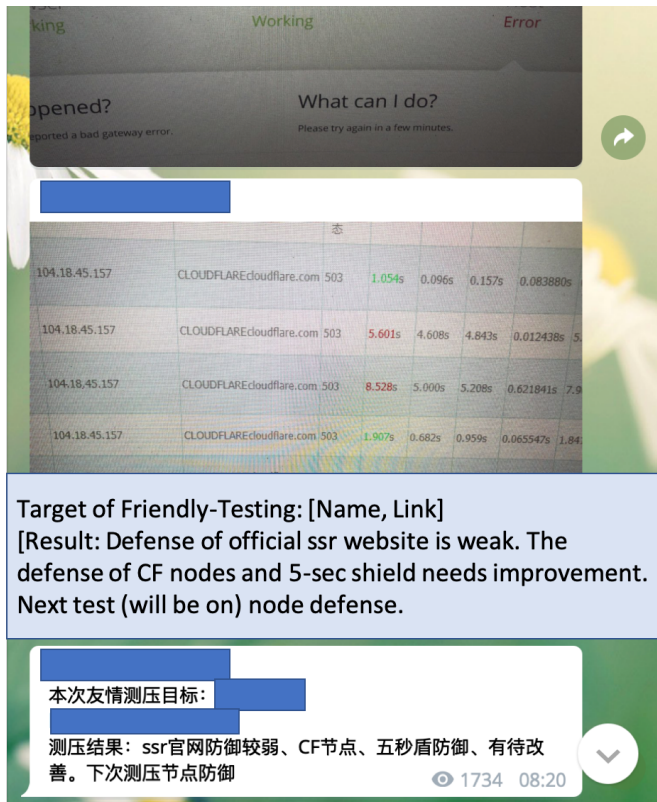 king
Working
Error
opened?
What can I do?
eported a bad gateway error.
Please try again in a few minutes.
态
104.18.45.157 CLOUDFLAREcloudflare.com 503 1.054s 0.096s 0.157s 0.083880s
104.18.45.157 CLOUDFLAREcloudflare.com 503 5.601s 4.608s 4.843s 0.012438s 5.
104.18.45.157 CLOUDFLAREcloudflare.com 503 8.528s 5.000s 5.208s 0.621841s 7.9
104.18.45.157 CLOUDFLAREcloudflare.com 503 1.907s 0.682s 0.959s 0.065547s 1.84
Target of Friendly-Testing: [Name, Link]
[Result: Defense of official ssr website is weak. The
defense of CF nodes and 5-sec shield needs improvement.
Next test (will be on) node defense.
本次友情测压目标：
测压结果：ssr官网防御较弱、CF节点、五秒盾防御、有待改
善。下次测压节点防御
1734 08:20